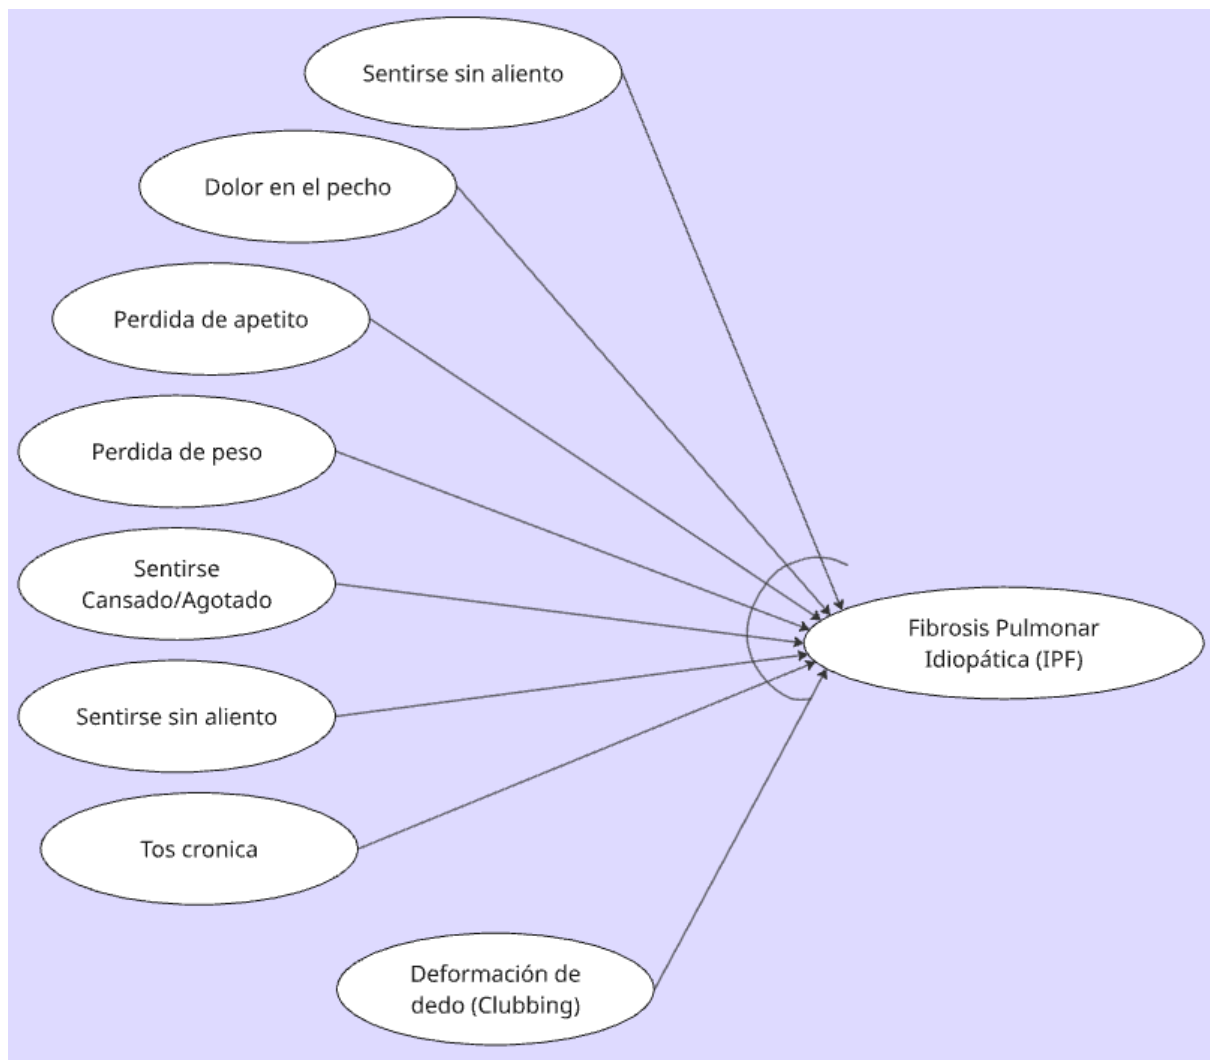 Sentirse sin aliento
Dolor en el pecho
Perdida de apetito
Perdida de peso
Sentirse
Cansado/Agotado
Sentirse sin aliento
Tos cronica
Deformación de
dedo (Clubbing)
Fibrosis Pulmonar
Idiopática (IPF)